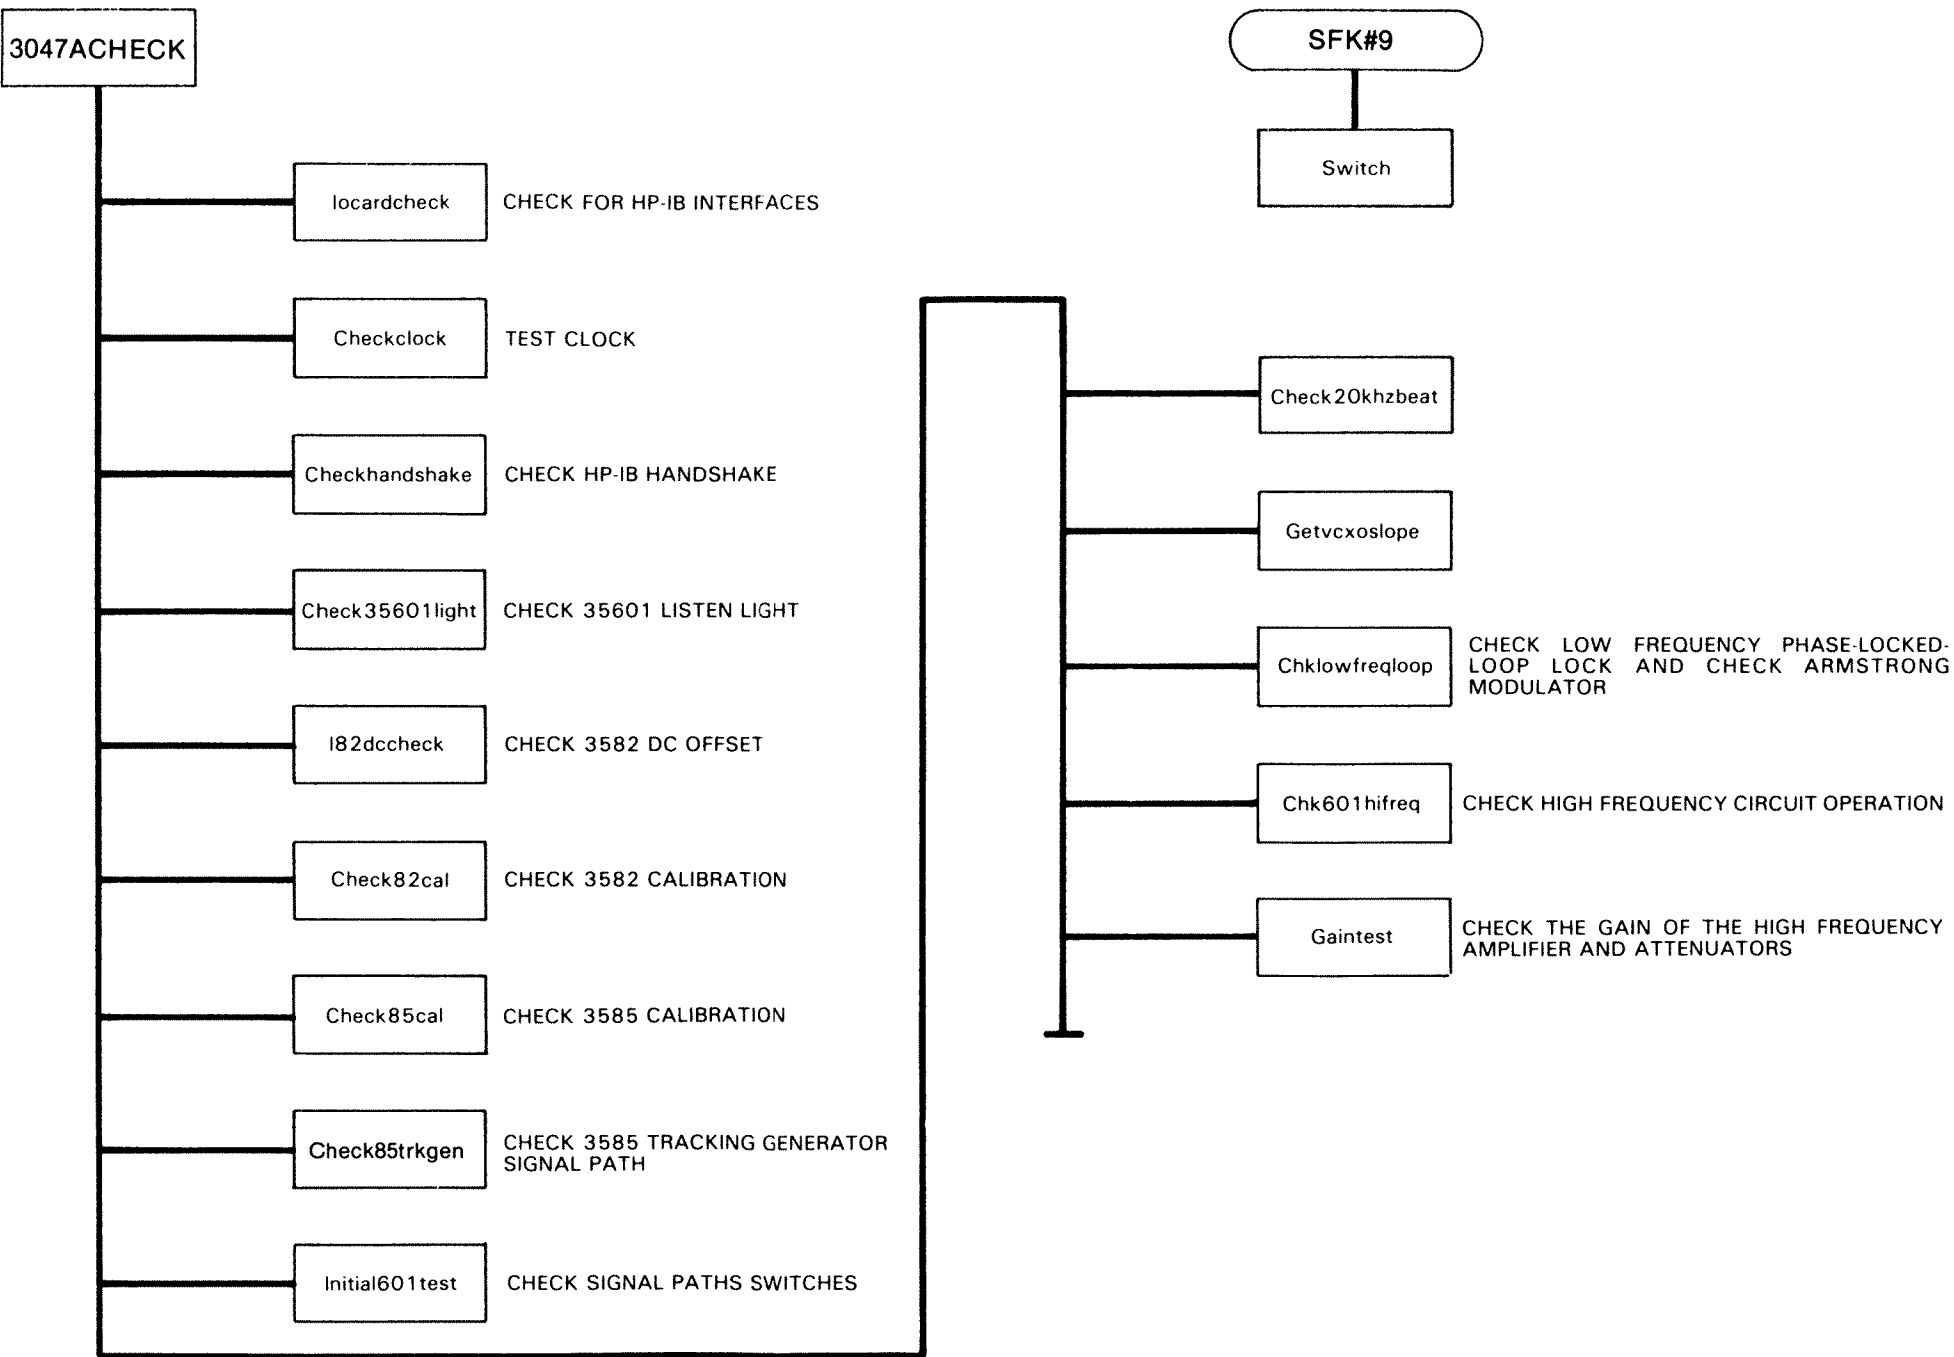 3047ACHECK
Iocardcheck
CHECK FOR HP-IB INTERFACES
Checkclock
TEST CLOCK
Checkhandshake
CHECK HP-IB HANDSHAKE
Check35601light
CHECK 35601 LISTEN LIGHT
I82dccheck
CHECK 3582 DC OFFSET
Check82cal
CHECK 3582 CALIBRATION
Check85cal
CHECK 3585 CALIBRATION
Check85trkgen
CHECK 3585 TRACKING GENERATOR
SIGNAL PATH
Initial601test
CHECK SIGNAL PATHS SWITCHES
SFK#9
Switch
Check20khzbeat
Getvcxoslope
Chklowfreqloop
CHECK LOW FREQUENCY PHASE-LOCKED-
LOOP LOCK AND CHECK ARMSTRONG
MODULATOR
Chk601hifreq
CHECK HIGH FREQUENCY CIRCUIT OPERATION
Gaintest
CHECK THE GAIN OF THE HIGH FREQUENCY
AMPLIFIER AND ATTENUATORS